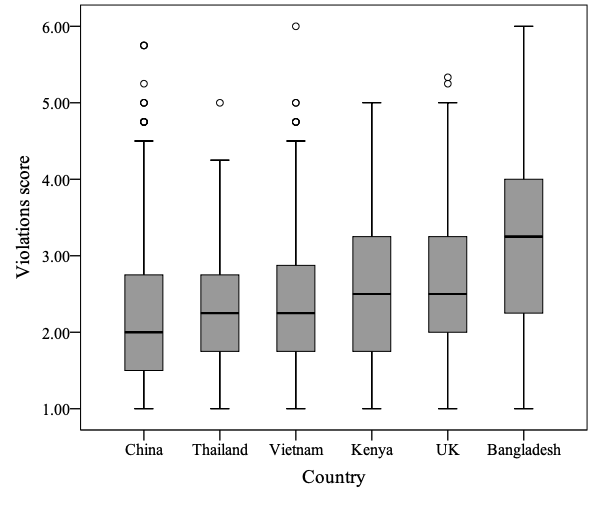 6.00
5.00
4.00
3.00
2.00
1.00
Violations score
China Thailand Vietnam Kenya UK Bangladesh
Country